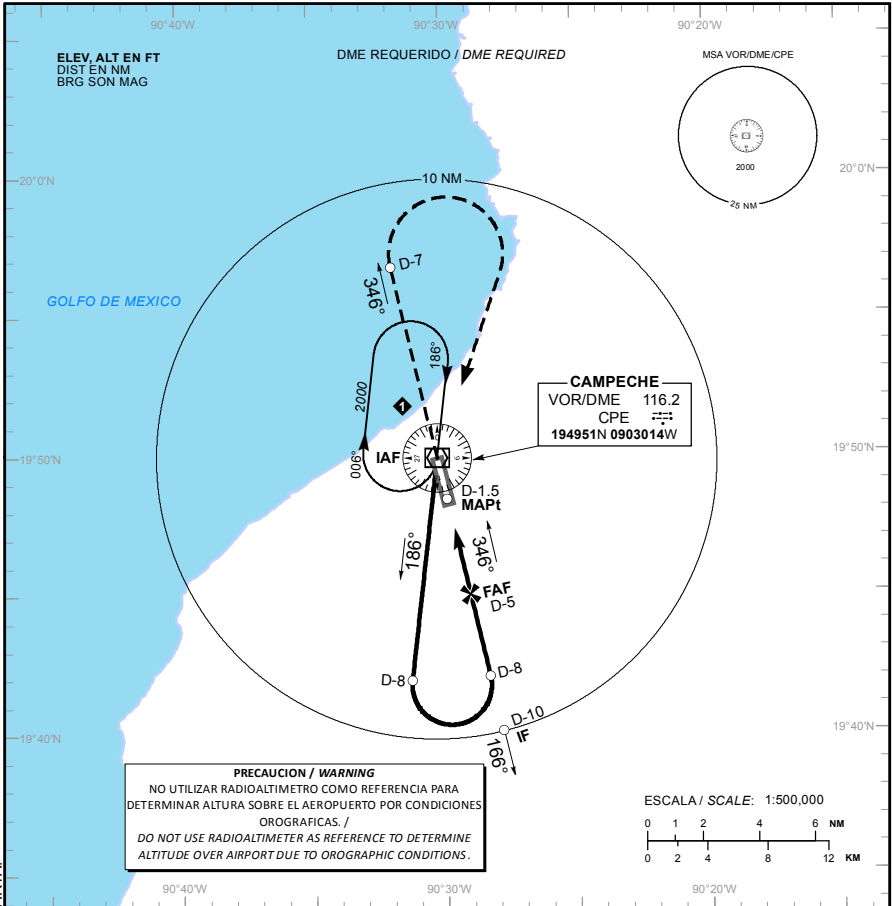 90°40'W
90°30'W
90°20'W
ELEV, ALT EN FT
DIST EN NM
BRG SON MAG
DME REQUERIDO / DME REQUIRED
MSA VOR/DME/CPE
2000
25 NM
20°0'N
20°0'N
10 NM
D-7
346°
GOLFO DE MEXICO
186°
2000
1
006°
CAMPECHE
VOR/DME 116.2
CPE
194951N 0903014W
19°50'N
IAF
19°50'N
D-1.5
MAPt
186°
346°
FAF
D-5
D-8
D-8
D-10
IF
166°
19°40'N
19°40'N
PRECAUCION / WARNING
NO UTILIZAR RADIOALTIMETRO COMO REFERENCIA PARA
DETERMINAR ALTURA SOBRE EL AEROPUERTO POR CONDICIONES
OROGRAFICAS. /
DO NOT USE RADIOALTIMETER AS REFERENCE TO DETERMINE
ALTITUDE OVER AIRPORT DUE TO OROGRAPHIC CONDITIONS.
ESCALA / SCALE: 1:500,000
0 1 2 4 6 NM
0 2 4 8 12 KM
90°40'W
90°30'W
90°20'W